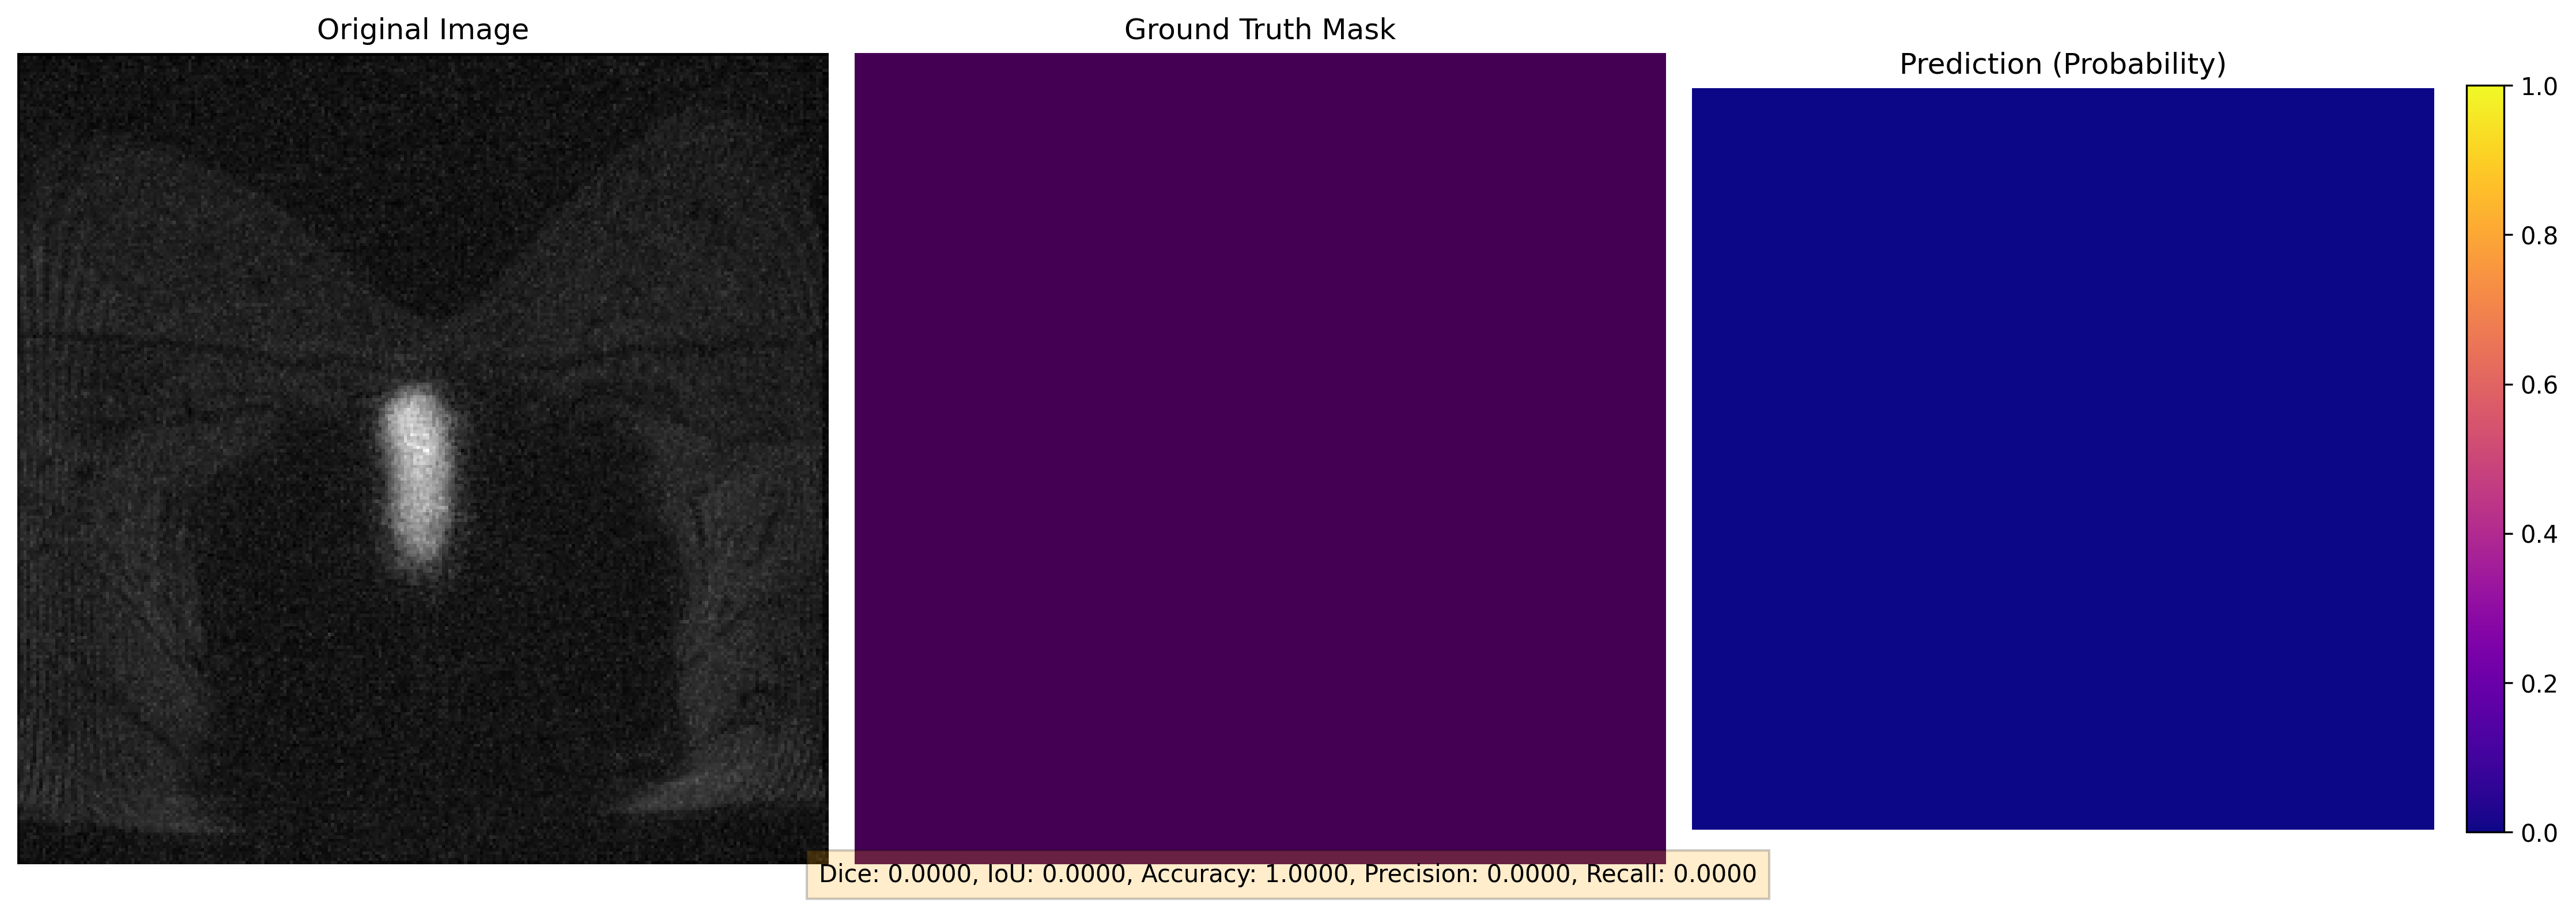 Original Image
Ground Truth Mask
Prediction (Probability)
1.0
0.8
0.6
0.4
0.2
0.0
Dice: 0.0000, IoU: 0.0000, Accuracy: 1.0000, Precision: 0.0000, Recall: 0.0000